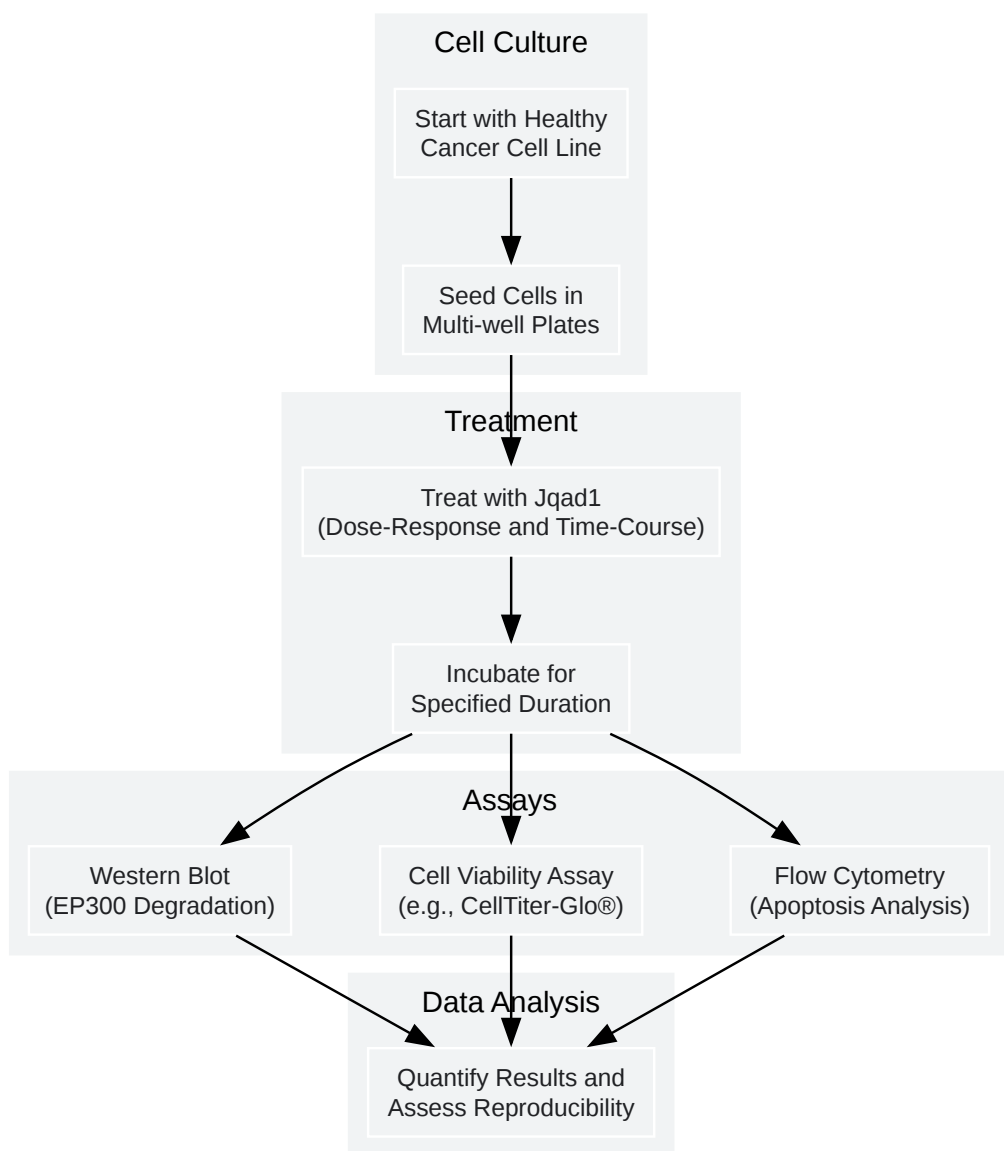 Cell Culture
Start with Healthy
Cancer Cell Line
Seed Cells in
Multi-well Plates
Treatment
Treat with Jqad1
(Dose-Response and Time-Course)
Incubate for
Specified Duration
Assays
Western Blot
(EP300 Degradation)
Cell Viability Assay
(e.g., CellTiter-Glo®)
Flow Cytometry
(Apoptosis Analysis)
Data Analysis
Quantify Results and
Assess Reproducibility